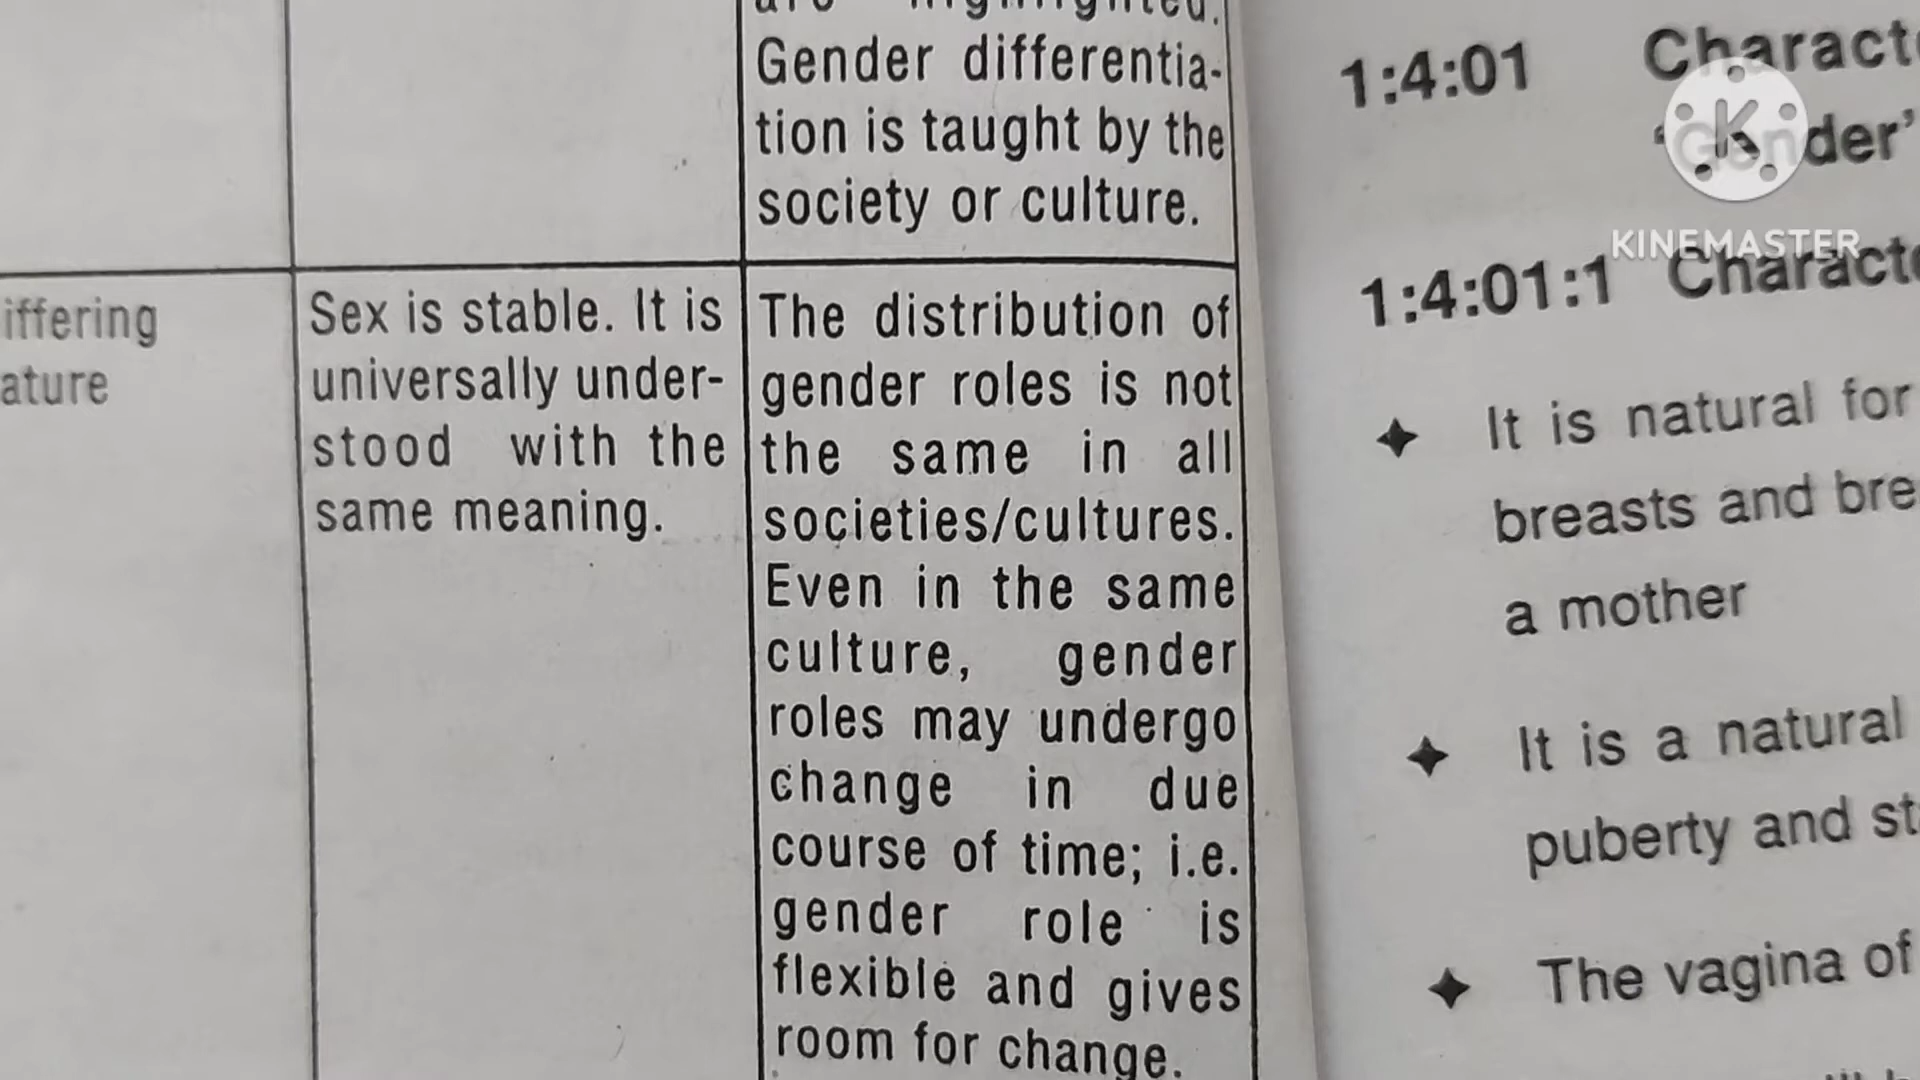 Gender differentia-
tion is taught by the
society or culture.
iffering
ature
Sex is stable. It is
universally under-
stood with the
same meaning.
The distribution of
gender roles is not
the same in all
societies/cultures.
Even in the same
culture, gender
roles may undergo
change in due
course of time; i.e.
gender role is
flexible and gives
room for change.
1:4:01 Charact
der’
KINEMASTER
1:4:01:1 Charact
It is natural for
breasts and bre
a mother
It is a natural
puberty and st
The vagina of